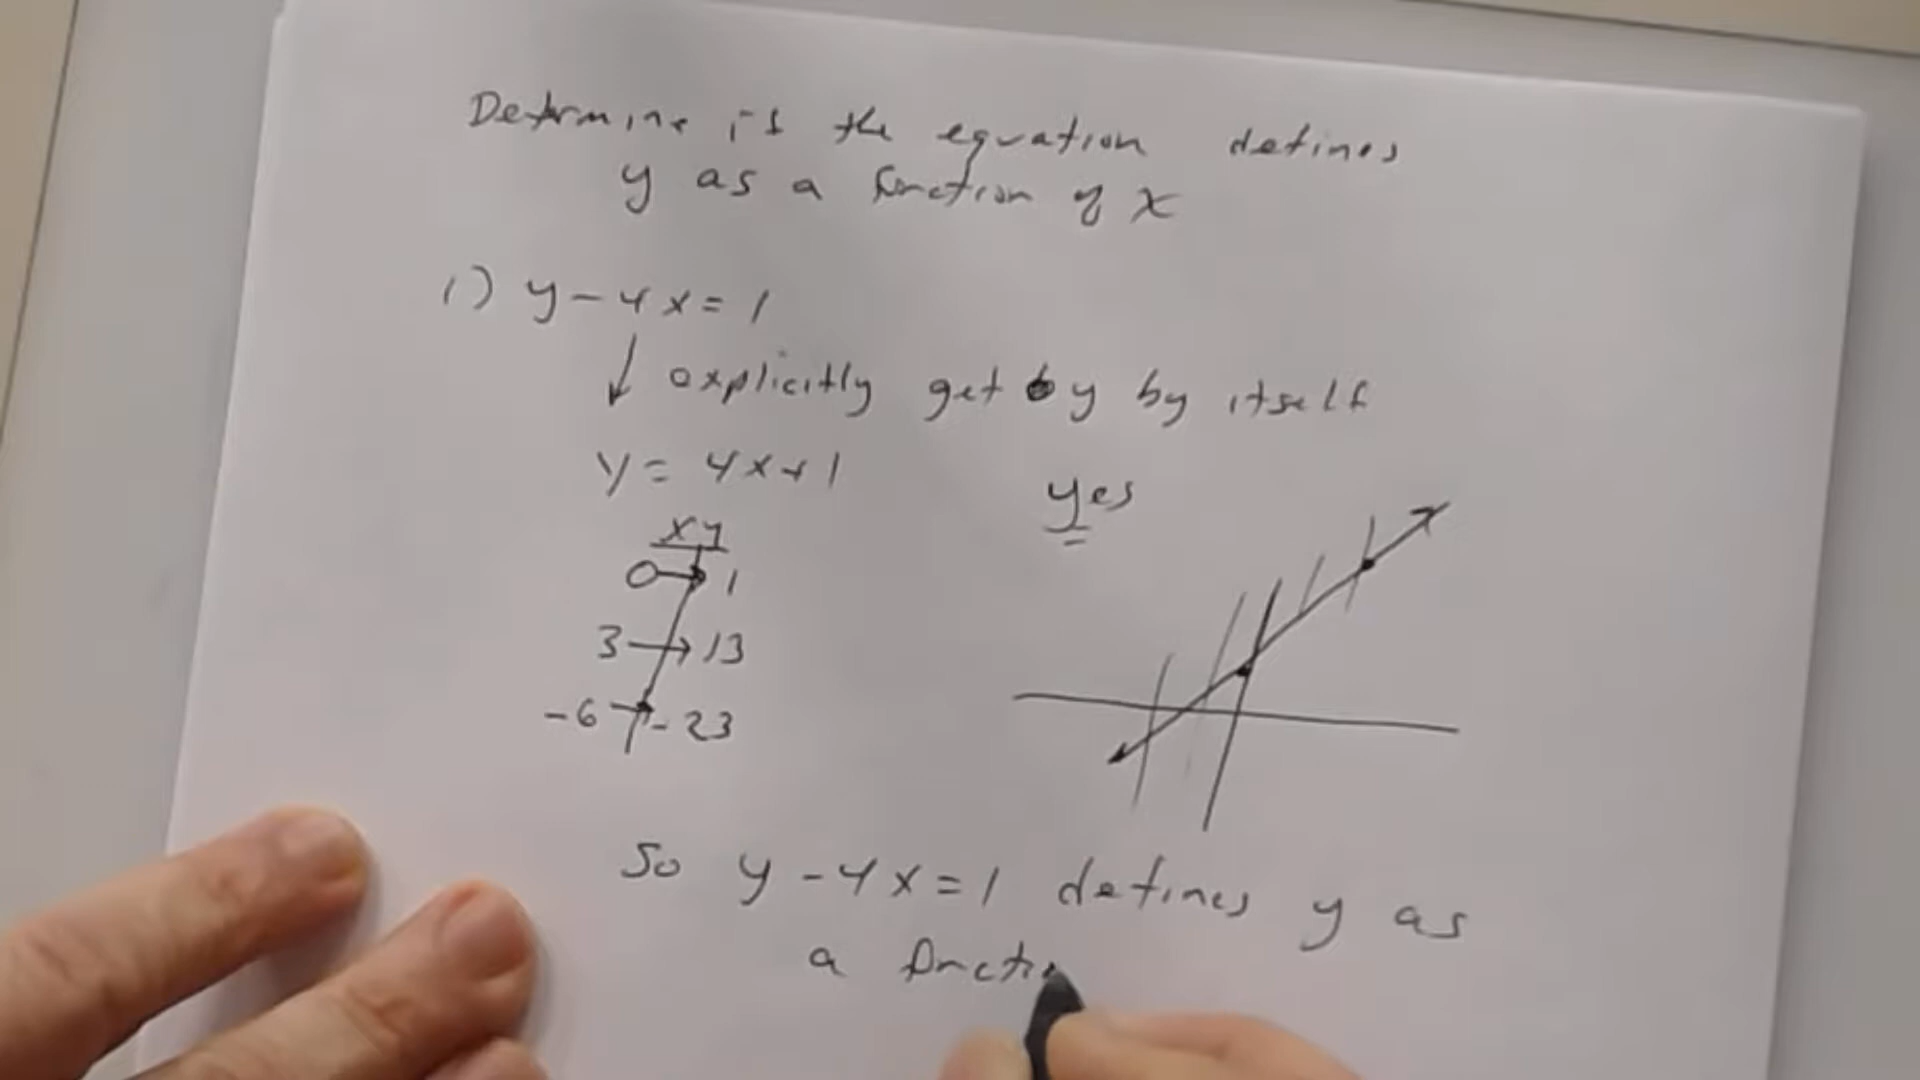 Determine if the equation defines
y as a function of x
1) y - 4x = 1
explicitly get y by itself
y = 4x + 1
yes
x y
0 → 1
3 → 13
-6 → -23
So y - 4x = 1 defines y as
a functio